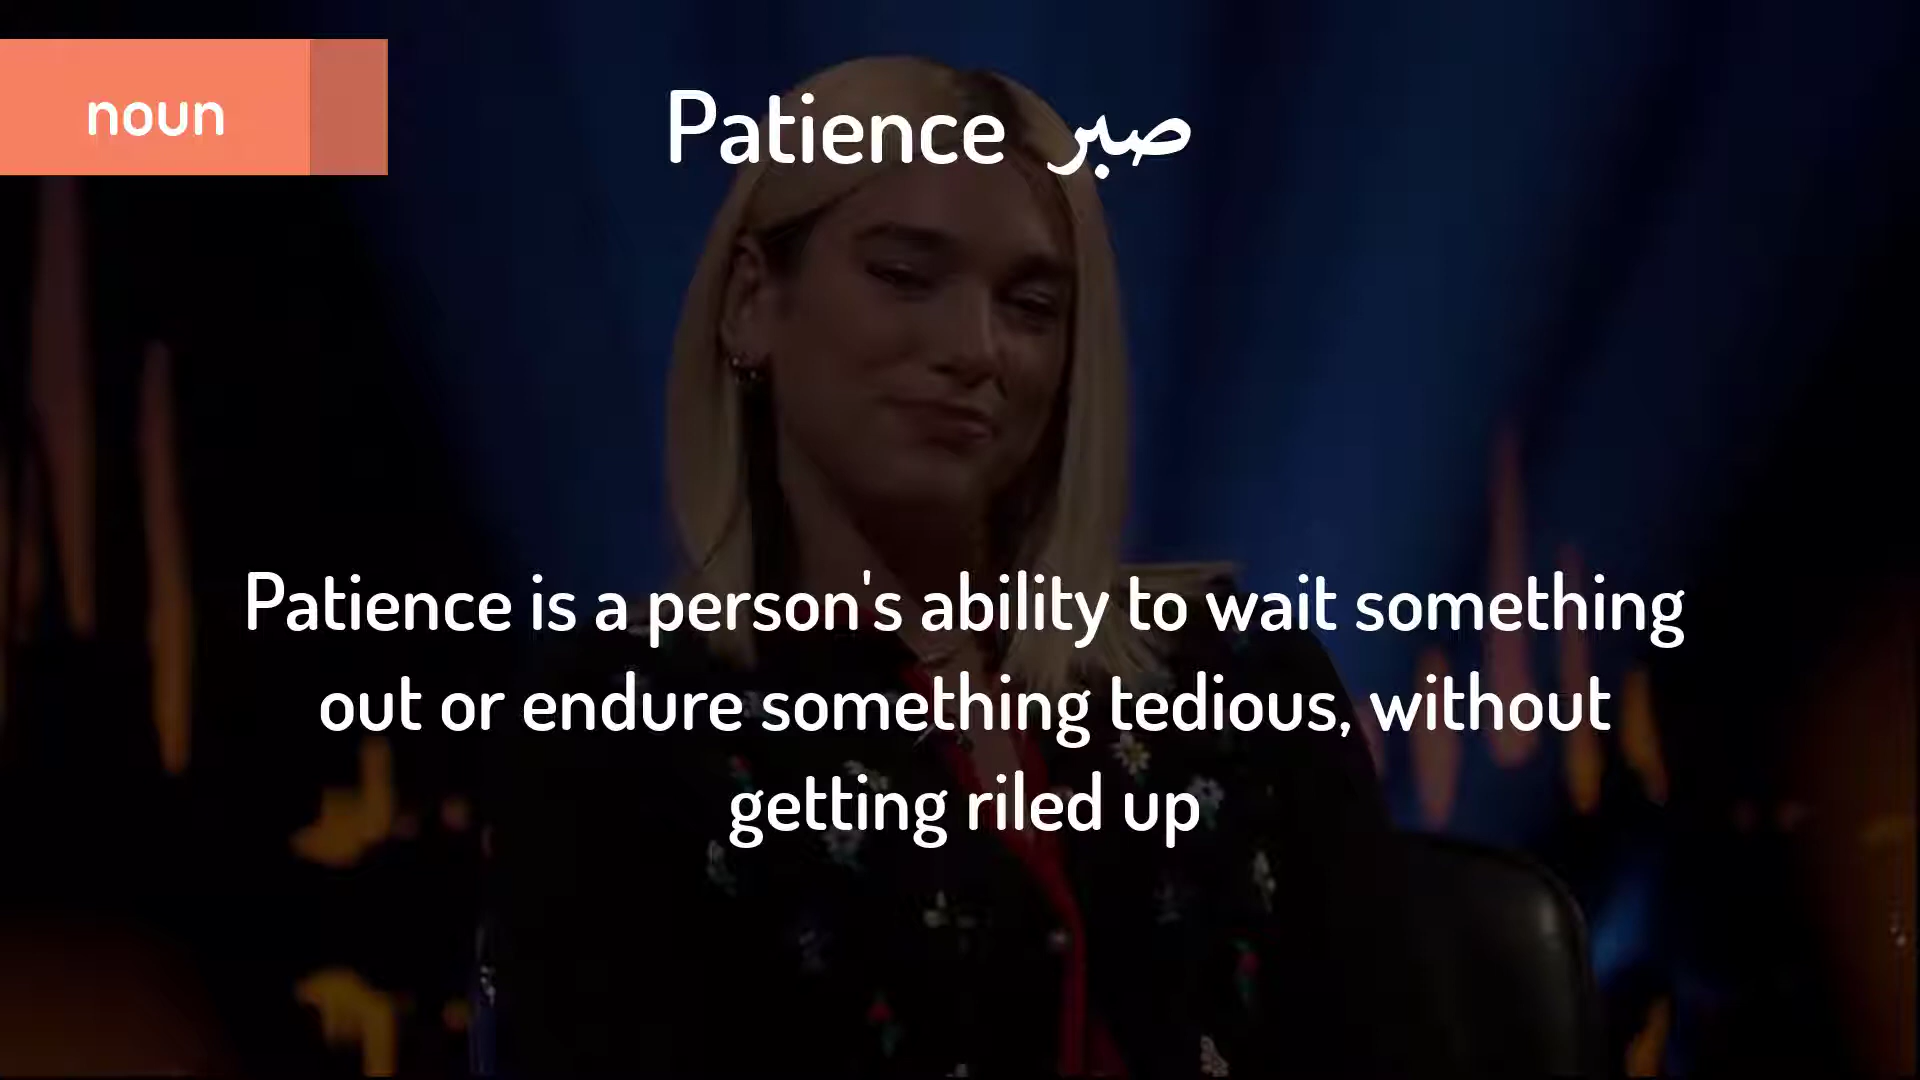 noun
Patience صبر
Patience is a person's ability to wait something
out or endure something tedious, without
getting riled up